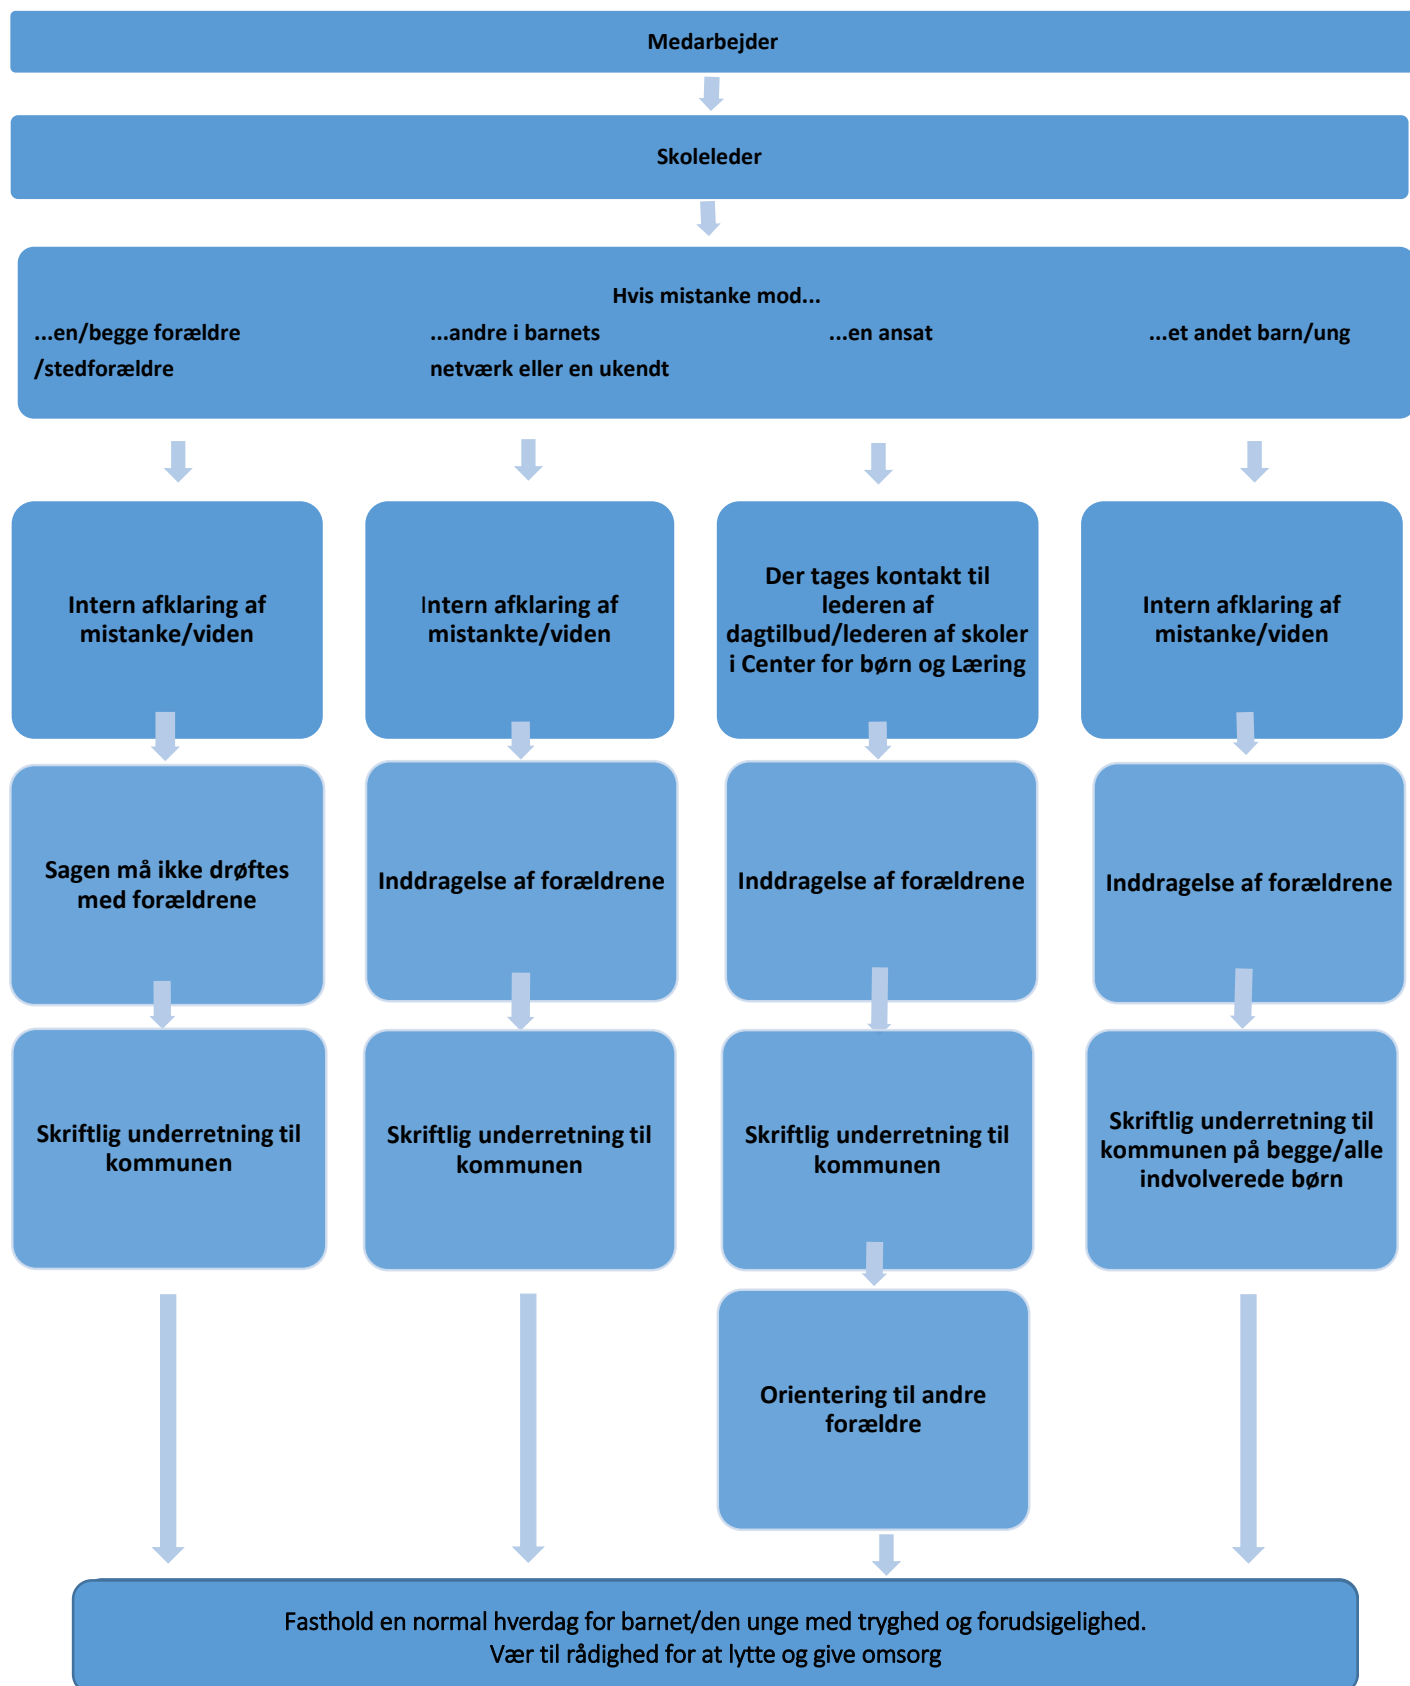 Medarbejder
Skoleleder
Hvis mistanke mod...
...en/begge forældre
/stedforældre
...andre i barnets
netværk eller en ukendt
...en ansat
...et andet barn/ung
Intern afklaring af
mistanke/viden
Intern afklaring af
mistankte/viden
Der tages kontakt til
lederen af
dagtilbud/lederen af skoler
i Center for børn og Læring
Intern afklaring af
mistanke/viden
Sagen må ikke drøftes
med forældrene
Inddragelse af forældrene
Inddragelse af forældrene
Inddragelse af forældrene
Skriftlig underretning til
kommunen
Skriftlig underretning til
kommunen
Skriftlig underretning til
kommunen
Skriftlig underretning til
kommunen på begge/alle
indvolverede børn
Orientering til andre
forældre
Fasthold en normal hverdag for barnet/den unge med tryghed og forudsigelighed.
Vær til rådighed for at lytte og give omsorg